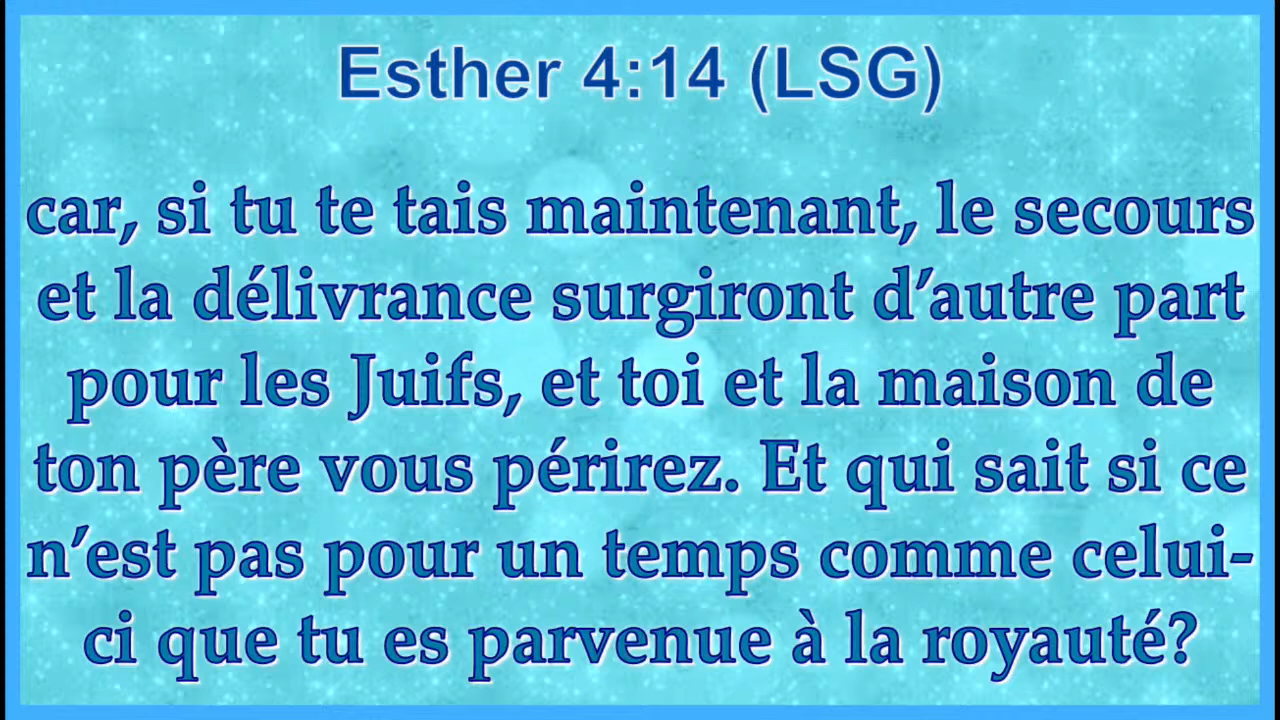 Esther 4:14 (LSG)
car, si tu te tais maintenant, le secours
et la délivrance surgiront d’autre part
pour les Juifs, et toi et la maison de
ton père vous périrez. Et qui sait si ce
n’est pas pour un temps comme celui-
ci que tu es parvenue à la royauté?